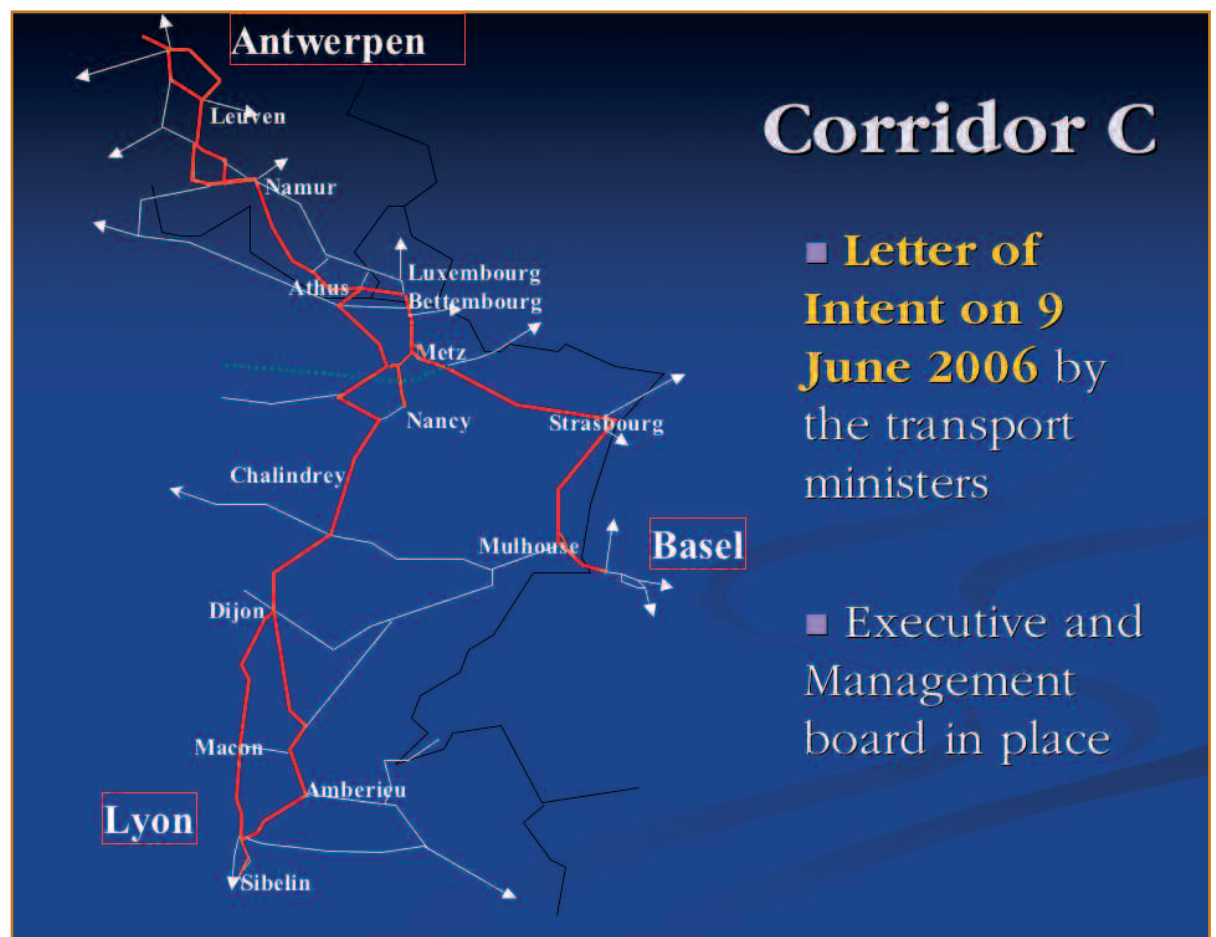 Antwerpen
Leuven
Namur
Luxembourg
Athus
Bettembourg
Metz
Nancy
Strasbourg
Chalindrey
Mulhouse
Basel
Dijon
Macon
Amberieu
Lyon
Sibelin
Corridor C
Letter of
Intent on 9
June 2006 by
the transport
ministers
Executive and
Management
board in place